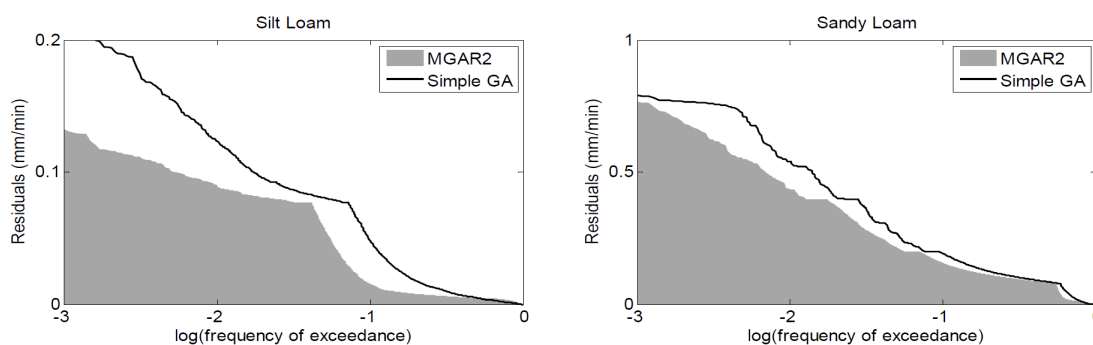 Silt Loam
0.2
0.1
0
Residuals (mm/min)
MGAR2
Simple GA
-3
-2
-1
0
log(frequency of exceedance)
Sandy Loam
1
0.5
0
Residuals (mm/min)
MGAR2
Simple GA
-3
-2
-1
0
log(frequency of exceedance)